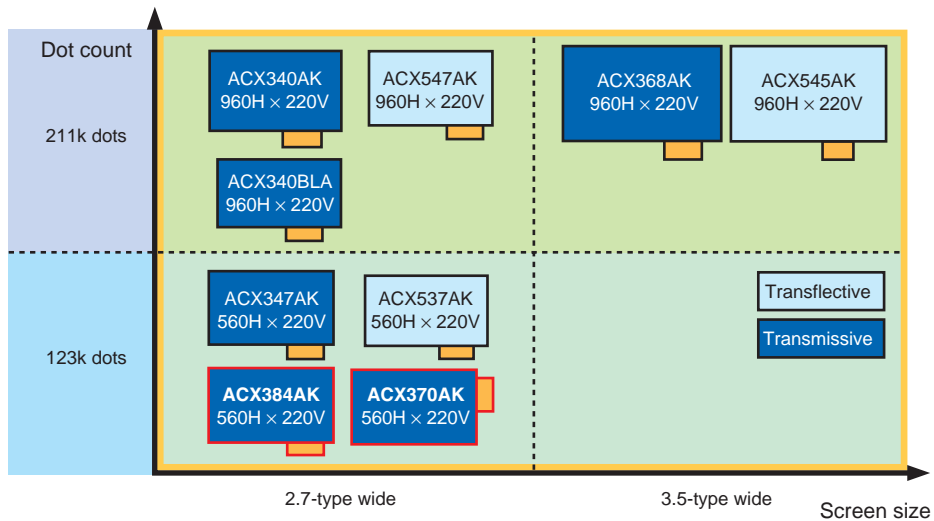 Dot count
211k dots
ACX340AK
960H × 220V
ACX547AK
960H × 220V
ACX368AK
960H × 220V
ACX545AK
960H × 220V
ACX340BLA
960H × 220V
123k dots
ACX347AK
560H × 220V
ACX537AK
560H × 220V
Transflective
Transmissive
ACX384AK
560H × 220V
ACX370AK
560H × 220V
2.7-type wide
3.5-type wide
Screen size